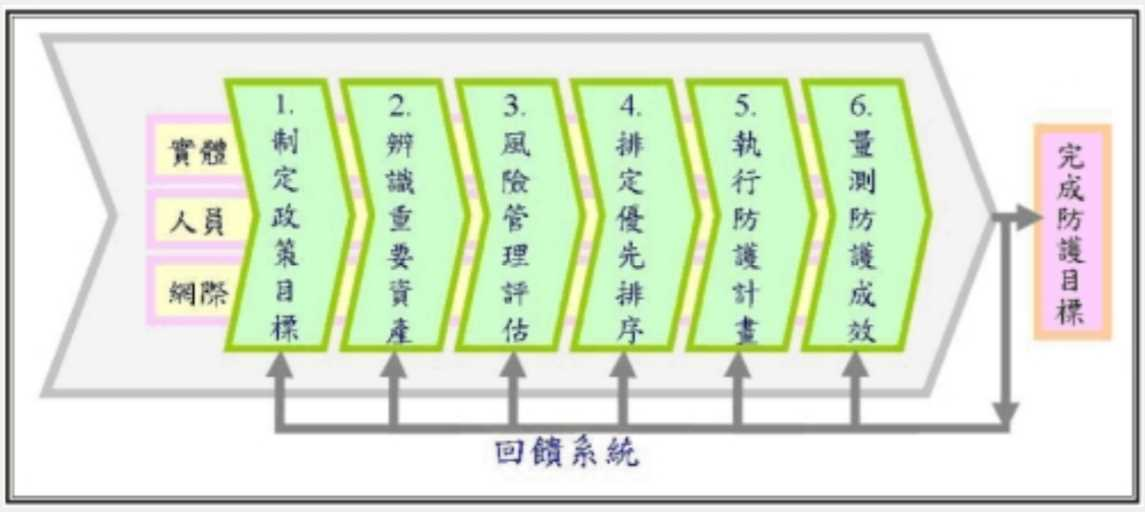 實體
人員
網際
1.制定政策目標
2.辨識重要資產
3.風險管理評估
4.排定優先排序
5.執行防護計畫
6.量測防護成效
完成防護目標
回饋系統